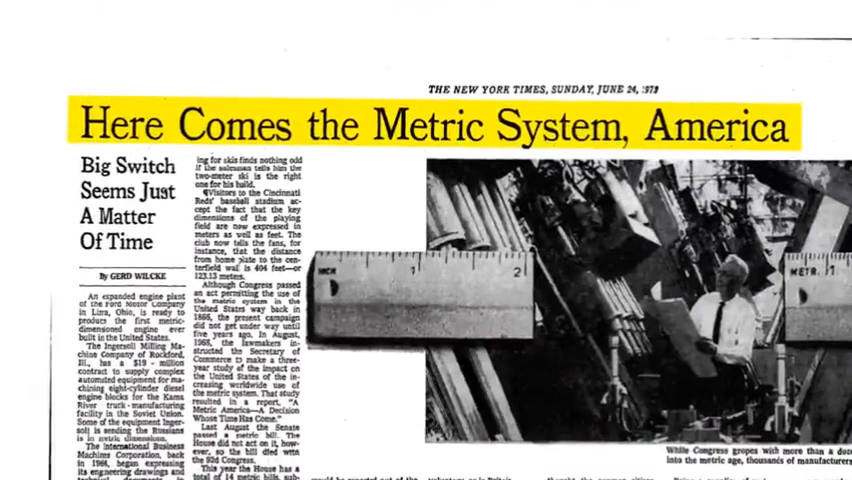 THE NEW YORK TIMES, SUNDAY, JUNE 24, 1973
Here Comes the Metric System, America
Big Switch
Seems Just
A Matter
Of Time
By GERD WILCKE
An expanded engine plant
of the Ford Motor Company
in Lima, Ohio, is ready to
produce the first metric-
dimensioned engine ever
built in the United States.
The Ingersoll Milling Ma-
chine Company of Rockford,
Ill., has a $19 - million
contract to supply complex
automated equipment for ma-
chining eight-cylinder diesel
engine blocks for the Kama
River truck-manufacturing
facility in the Soviet Union.
Some of the equipment Inger-
soll is sending the Russians
is in metric dimensions.
The International Business
Machines Corporation, back
in 1964, began expressing
its engineering drawings and
technical documents in
ing for skis finds nothing odd
if the salesman tells him the
two-meter ski is the right
one for his build.
¶Visitors to the Cincinnati
Reds' baseball stadium ac-
cept the fact that the key
dimensions of the playing
field are now expressed in
meters as well as feet. The
club now tells the fans, for
instance, that the distance
from home plate to the cen-
terfield wall is 404 feet—or
123.13 meters.
Although Congress passed
an act permitting the use of
the metric system in the
United States way back in
1866, the present campaign
did not get under way until
five years ago. In August,
1968, the lawmakers in-
structed the Secretary of
Commerce to make a three-
year study of the impact on
the United States of the in-
creasing worldwide use of
the metric system. That study
resulted in a report, "A
Metric America—A Decision
Whose Time Has Come."
Last August the Senate
passed a metric bill. The
House did not act on it, how-
ever, so the bill died with
the 92d Congress.
This year the House has a
total of 14 metric bills, sub-
INCH 1 2
METR. 1
While Congress gropes with more than a
into the metric age, thousands of manufacturers
would be reported out of the